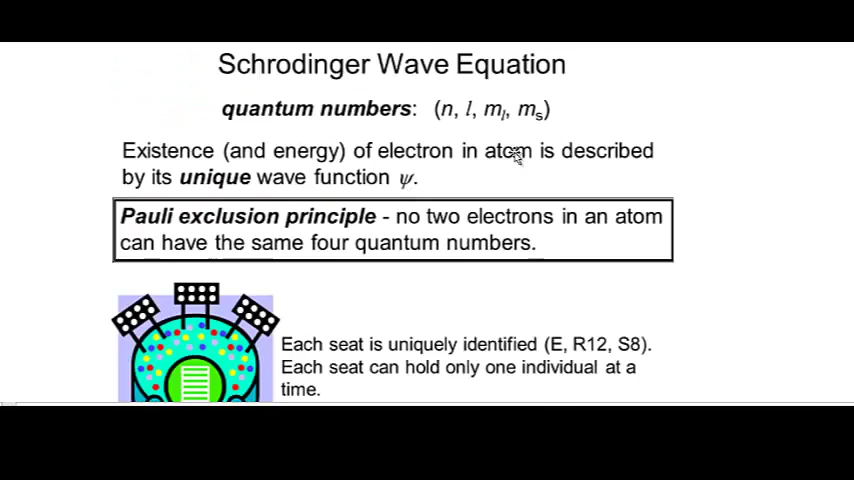 Schrodinger Wave Equation
quantum numbers: (n, l, mₗ, mₛ)
Existence (and energy) of electron in atom is described
by its unique wave function ψ.
Pauli exclusion principle - no two electrons in an atom
can have the same four quantum numbers.
Each seat is uniquely identified (E, R12, S8).
Each seat can hold only one individual at a
time.